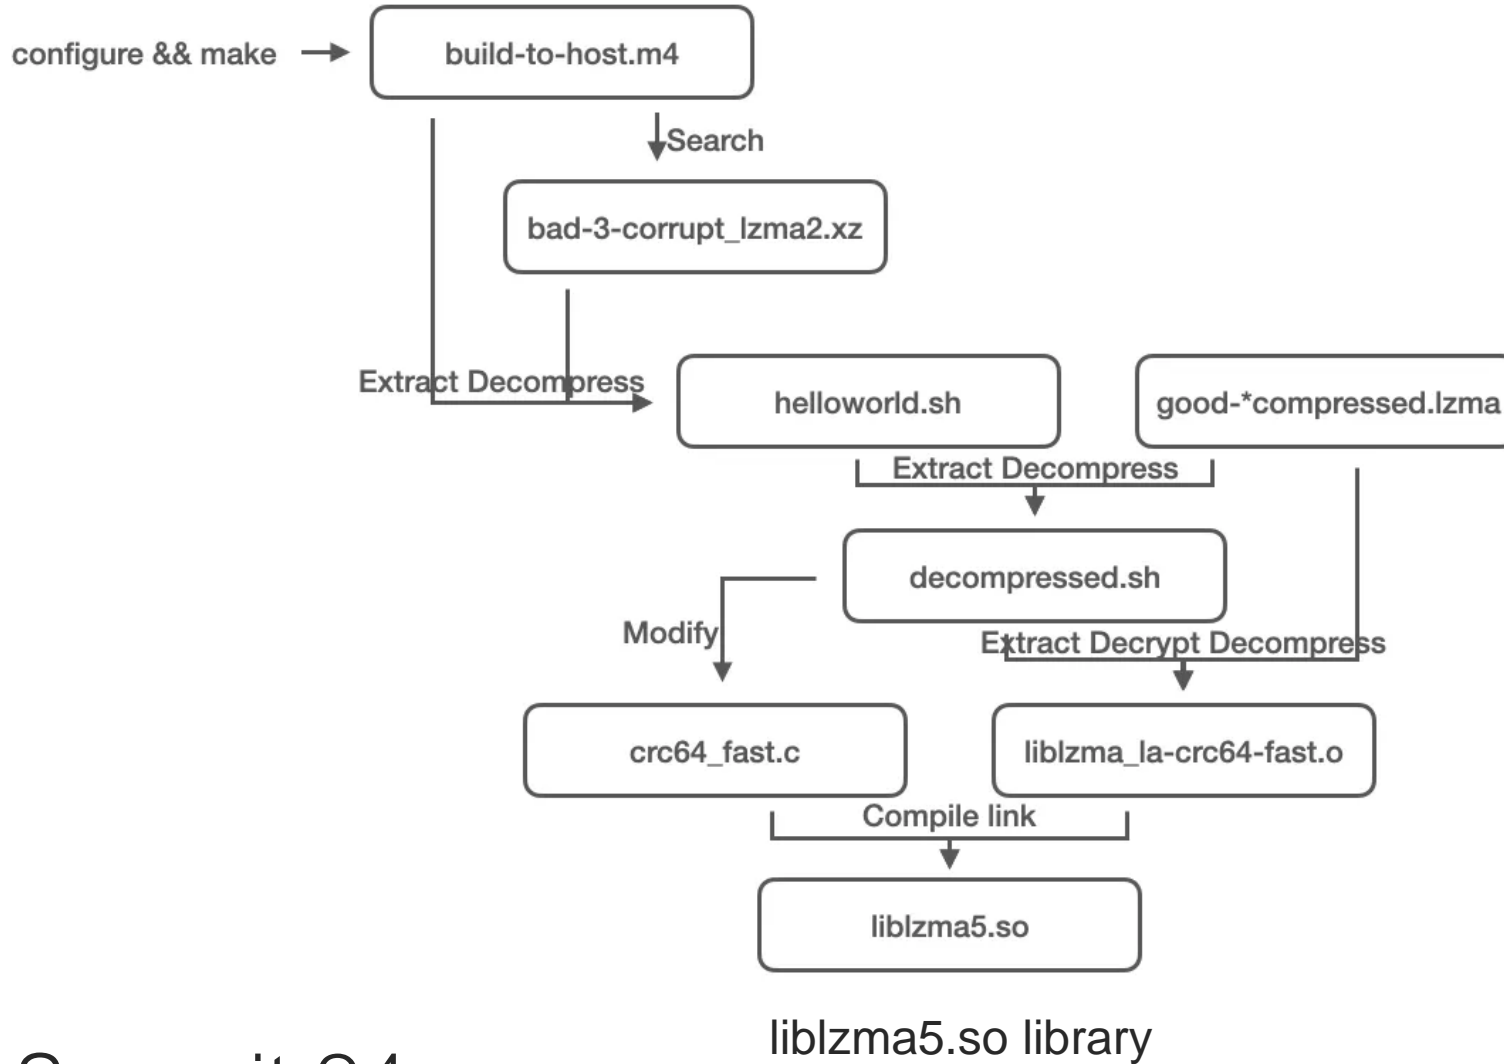 configure && make
build-to-host.m4
Search
bad-3-corrupt_lzma2.xz
Extract Decompress
helloworld.sh
good-*compressed.lzma
Extract Decompress
decompressed.sh
Modify
Extract Decrypt Decompress
crc64_fast.c
liblzma_la-crc64-fast.o
Compile link
liblzma5.so
liblzma5.so library